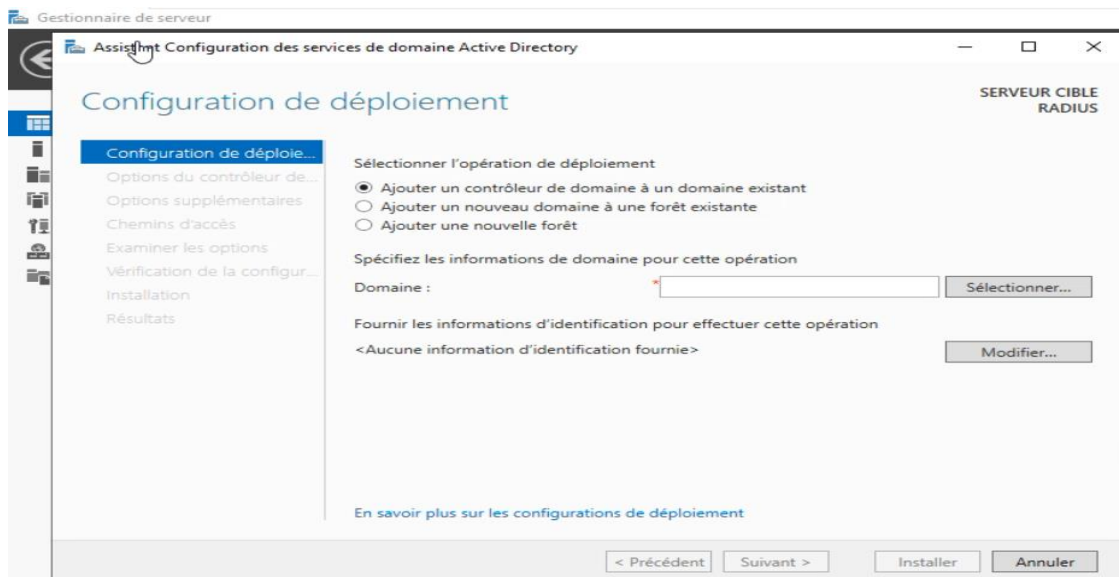 Gestionnaire de serveur
Assistant Configuration des services de domaine Active Directory
Configuration de déploiement
SERVEUR CIBLE
RADIUS
Configuration de déploie...
Options du contrôleur de...
Options supplémentaires
Chemins d'accès
Examiner les options
Vérification de la configur...
Installation
Résultats
Sélectionner l'opération de déploiement
Ajouter un contrôleur de domaine à un domaine existant
Ajouter un nouveau domaine à une forêt existante
Ajouter une nouvelle forêt
Spécifiez les informations de domaine pour cette opération
Domaine : * Sélectionner...
Fournir les informations d'identification pour effectuer cette opération
<Aucune information d'identification fournie> Modifier...
En savoir plus sur les configurations de déploiement
< Précédent Suivant > Installer Annuler